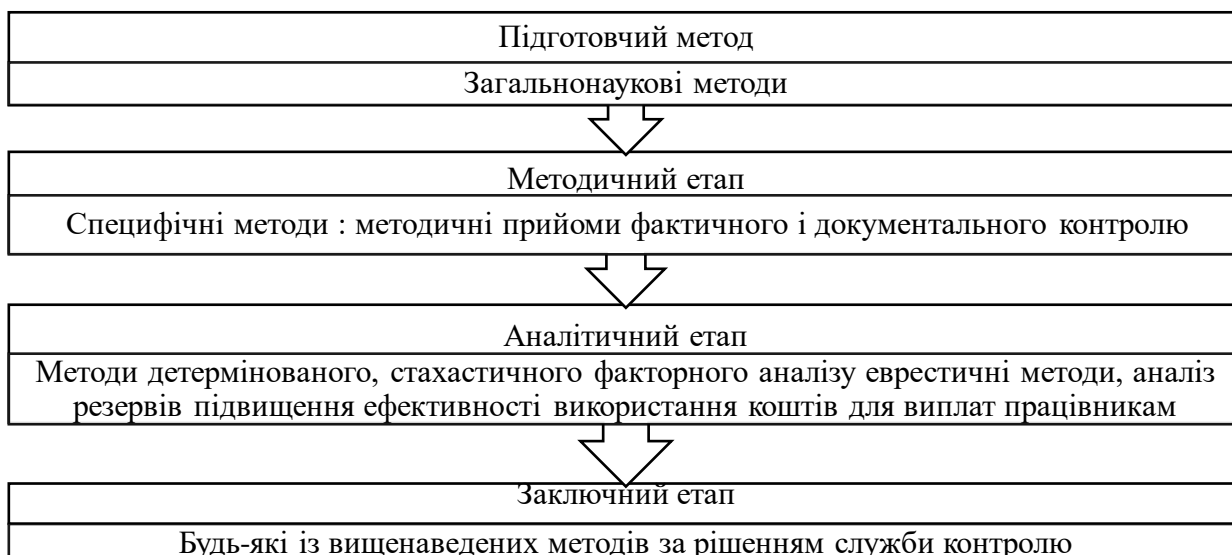 Підготовчий метод
Загальнонаукові методи
Методичний етап
Специфічні методи : методичні прийоми фактичного і документального контролю
Аналітичний етап
Методи детермінованого, стахастичного факторного аналізу еврестичні методи, аналіз
резервів підвищення ефективності використання коштів для виплат працівникам
Заключний етап
Будь-які із вищенаведених методів за рішенням служби контролю